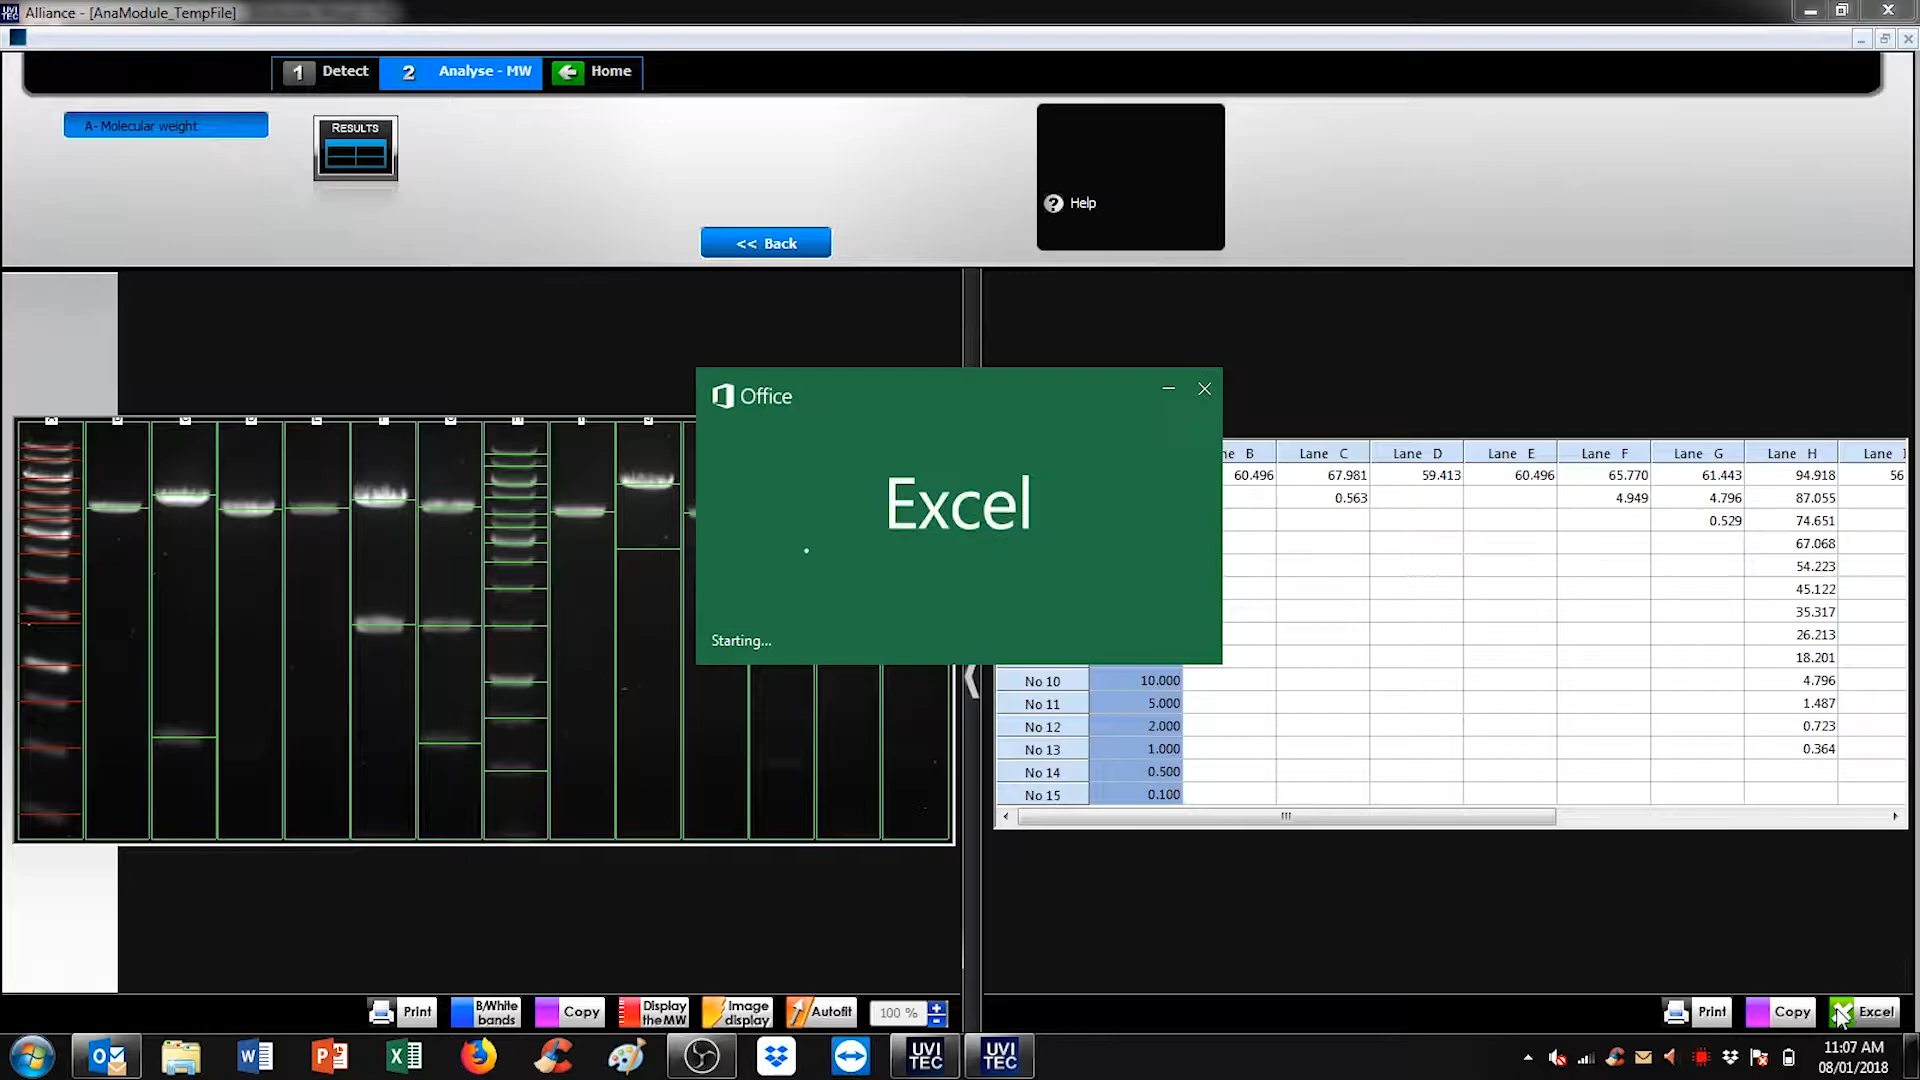 UVI TEC Alliance - [AnaModule_TempFile]
1 Detect 2 Analyse - MW Home
A- Molecular weight
RESULTS
? Help
<< Back
Office
Excel
Starting...
ne B Lane C Lane D Lane E Lane F Lane G Lane H Lane
60.496 67.981 59.413 60.496 65.770 61.443 94.918 56
0.563 4.949 4.796 87.055
0.529 74.651
67.068
54.223
45.122
35.317
26.213
18.201
No 10 10.000 4.796
No 11 5.000 1.487
No 12 2.000 0.723
No 13 1.000 0.364
No 14 0.500
No 15 0.100
Print B/White bands Copy Display the MW Image display Autofit 100 % Print Copy Excel
UVI TEC UVI TEC
11:07 AM
08/01/2018